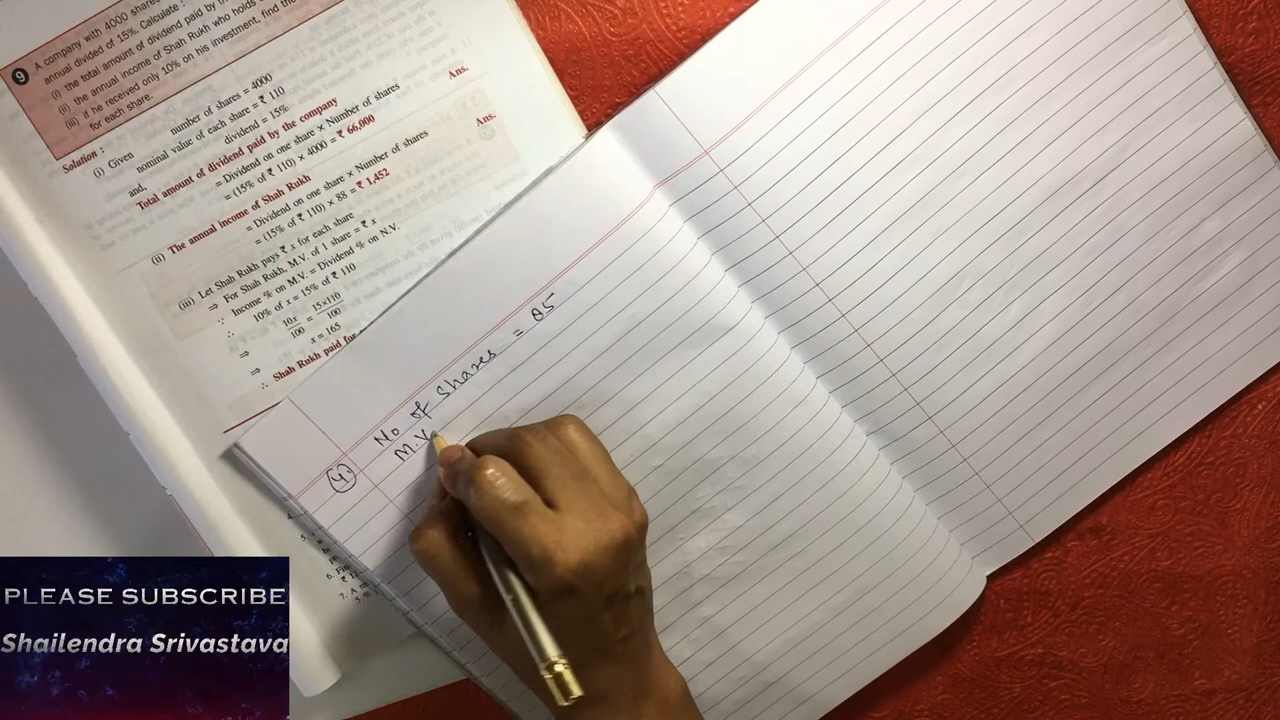 9
A company with 4000 shares
annual divided of 15%. Calculate :
(i) the total amount of dividend paid by the
(ii) the annual income of Shah Rukh who holds
(iii) if he received only 10% on his investment, find the
for each share.
Solution :
(i) Given number of shares = 4000
nominal value of each share = ₹ 110
and, dividend = 15%
Total amount of dividend paid by the company
= Dividend on one share × Number of shares
= (15% of ₹ 110) × 4000 = ₹ 66,000 Ans.
(ii) The annual income of Shah Rukh
= Dividend on one share × Number of shares
= (15% of ₹ 110) × 88 = ₹ 1,452 Ans.
(iii) Let Shah Rukh pays ₹ x for each share
⇒ For Shah Rukh, M.V. of 1 share = ₹ x
∵ Income % on M.V. = Dividend % on N.V.
∴ 10% of x = 15% of ₹ 110
⇒ 10x/100 = 15×110/100
⇒ x = 165
∴ Shah Rukh paid for
4.
5.
6. Fin
7. A m
No of Shares = 85
M.V.
PLEASE SUBSCRIBE
Shailendra Srivastava